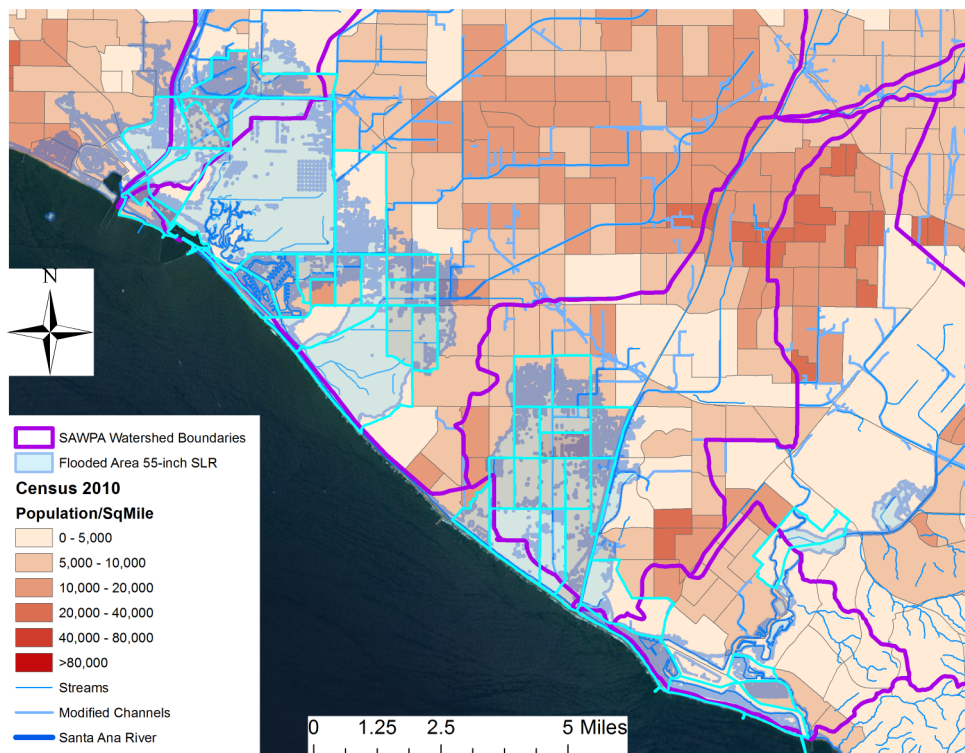 N
SAWPA Watershed Boundaries
Flooded Area 55-inch SLR
Census 2010
Population/SqMile
0 - 5,000
5,000 - 10,000
10,000 - 20,000
20,000 - 40,000
40,000 - 80,000
>80,000
Streams
Modified Channels
Santa Ana River
0 1.25 2.5 5 Miles